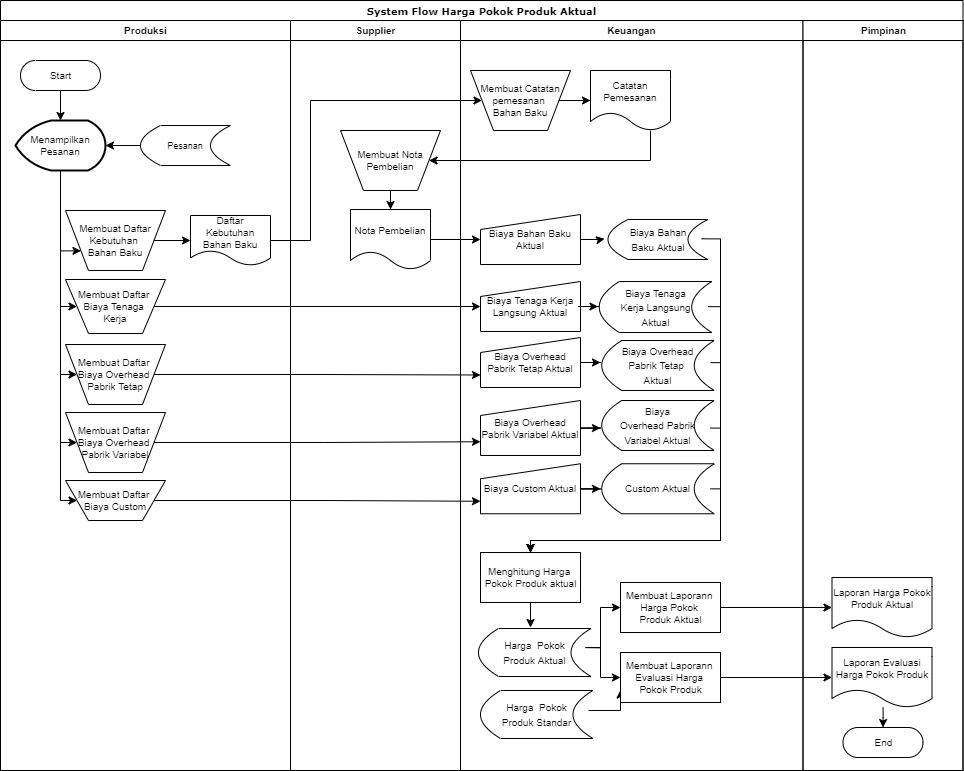 System Flow Harga Pokok Produk Aktual
Produksi
Supplier
Keuangan
Pimpinan
Start
Menampilkan
Pesanan
Pesanan
Membuat Catatan
pemesanan
Bahan Baku
Catatan
Pemesanan
Membuat Nota
Pembelian
Membuat Daftar
Kebutuhan
Bahan Baku
Daftar
Kebutuhan
Bahan Baku
Nota Pembelian
Biaya Bahan Baku
Aktual
Biaya Bahan
Baku Aktual
Membuat Daftar
Biaya Tenaga
Kerja
Biaya Tenaga Kerja
Langsung Aktual
Biaya Tenaga
Kerja Langsung
Aktual
Membuat Daftar
Biaya Overhead
Pabrik Tetap
Biaya Overhead
Pabrik Tetap Aktual
Biaya Overhead
Pabrik Tetap
Aktual
Membuat Daftar
Biaya Overhead
Pabrik Variabel
Biaya Overhead
Pabrik Variabel Aktual
Biaya
Overhead Pabrik
Variabel Aktual
Membuat Daftar
Biaya Custom
Biaya Custom Aktual
Custom Aktual
Menghitung Harga
Pokok Produk aktual
Harga Pokok
Produk Aktual
Membuat Laporann
Harga Pokok
Produk Aktual
Laporan Harga Pokok
Produk Aktual
Membuat Laporann
Evaluasi Harga
Pokok Produk
Laporan Evaluasi
Harga Pokok Produk
Harga Pokok
Produk Standar
End